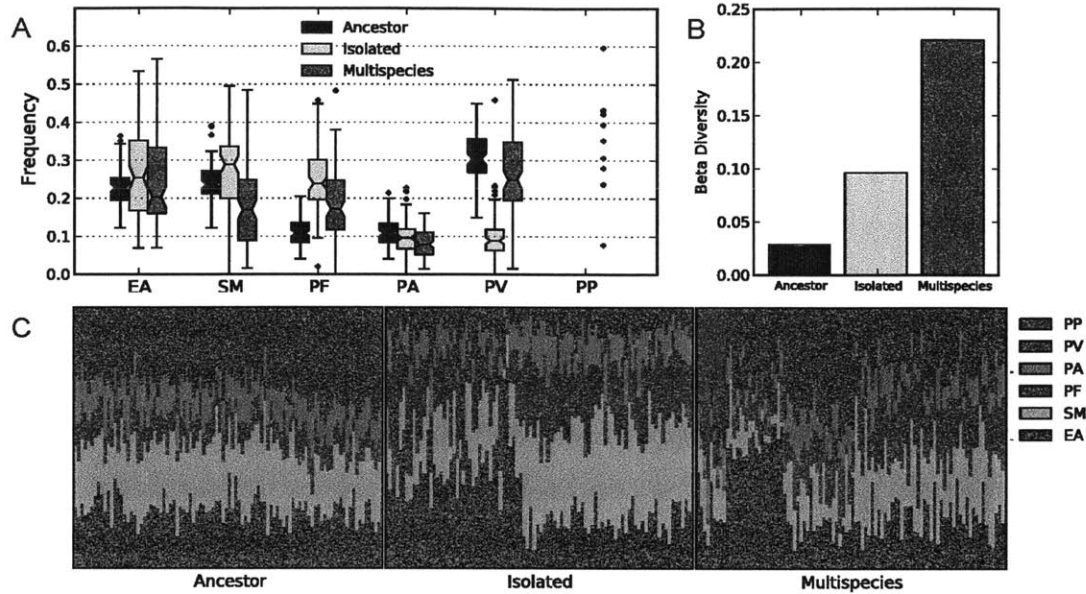 A
Ancestor
Isolated
Multispecies
Frequency
0.6
0.5
0.4
0.3
0.2
0.1
0.0
EA SM PF PA PV PP
B
Beta Diversity
0.25
0.20
0.15
0.10
0.05
0.00
Ancestor Isolated Multispecies
C
PP
PV
PA
PF
SM
EA
Ancestor Isolated Multispecies